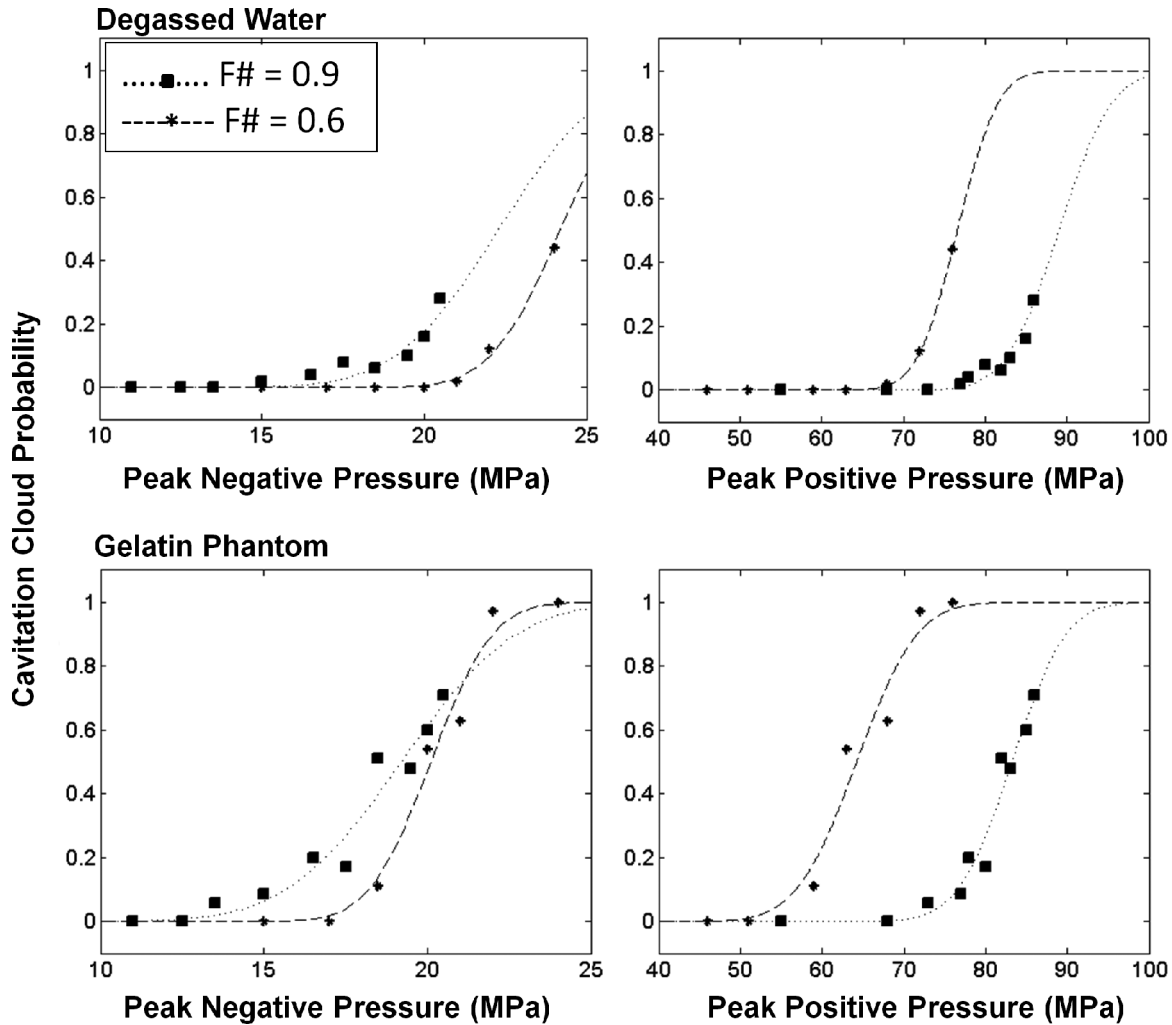 Degassed Water
F# = 0.9
F# = 0.6
1
0.8
0.6
0.4
0.2
0
10 15 20 25
Peak Negative Pressure (MPa)
1
0.8
0.6
0.4
0.2
0
40 50 60 70 80 90 100
Peak Positive Pressure (MPa)
Cavitation Cloud Probability
Gelatin Phantom
1
0.8
0.6
0.4
0.2
0
10 15 20 25
Peak Negative Pressure (MPa)
1
0.8
0.6
0.4
0.2
0
40 50 60 70 80 90 100
Peak Positive Pressure (MPa)